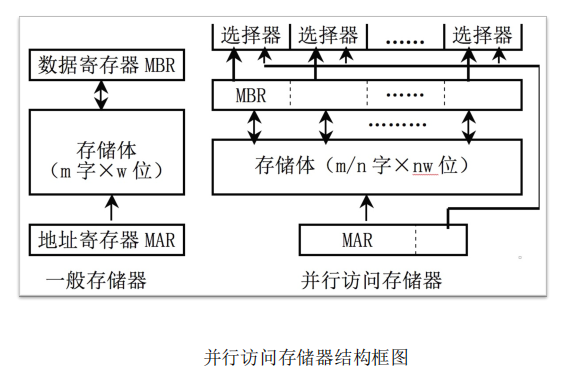 选择器 选择器 …… 选择器
数据寄存器 MBR
MBR ……
………
存储体
(m 字×w 位)
存储体（m/n 字×nw 位）
地址寄存器 MAR
MAR
一般存储器
并行访问存储器
并行访问存储器结构框图